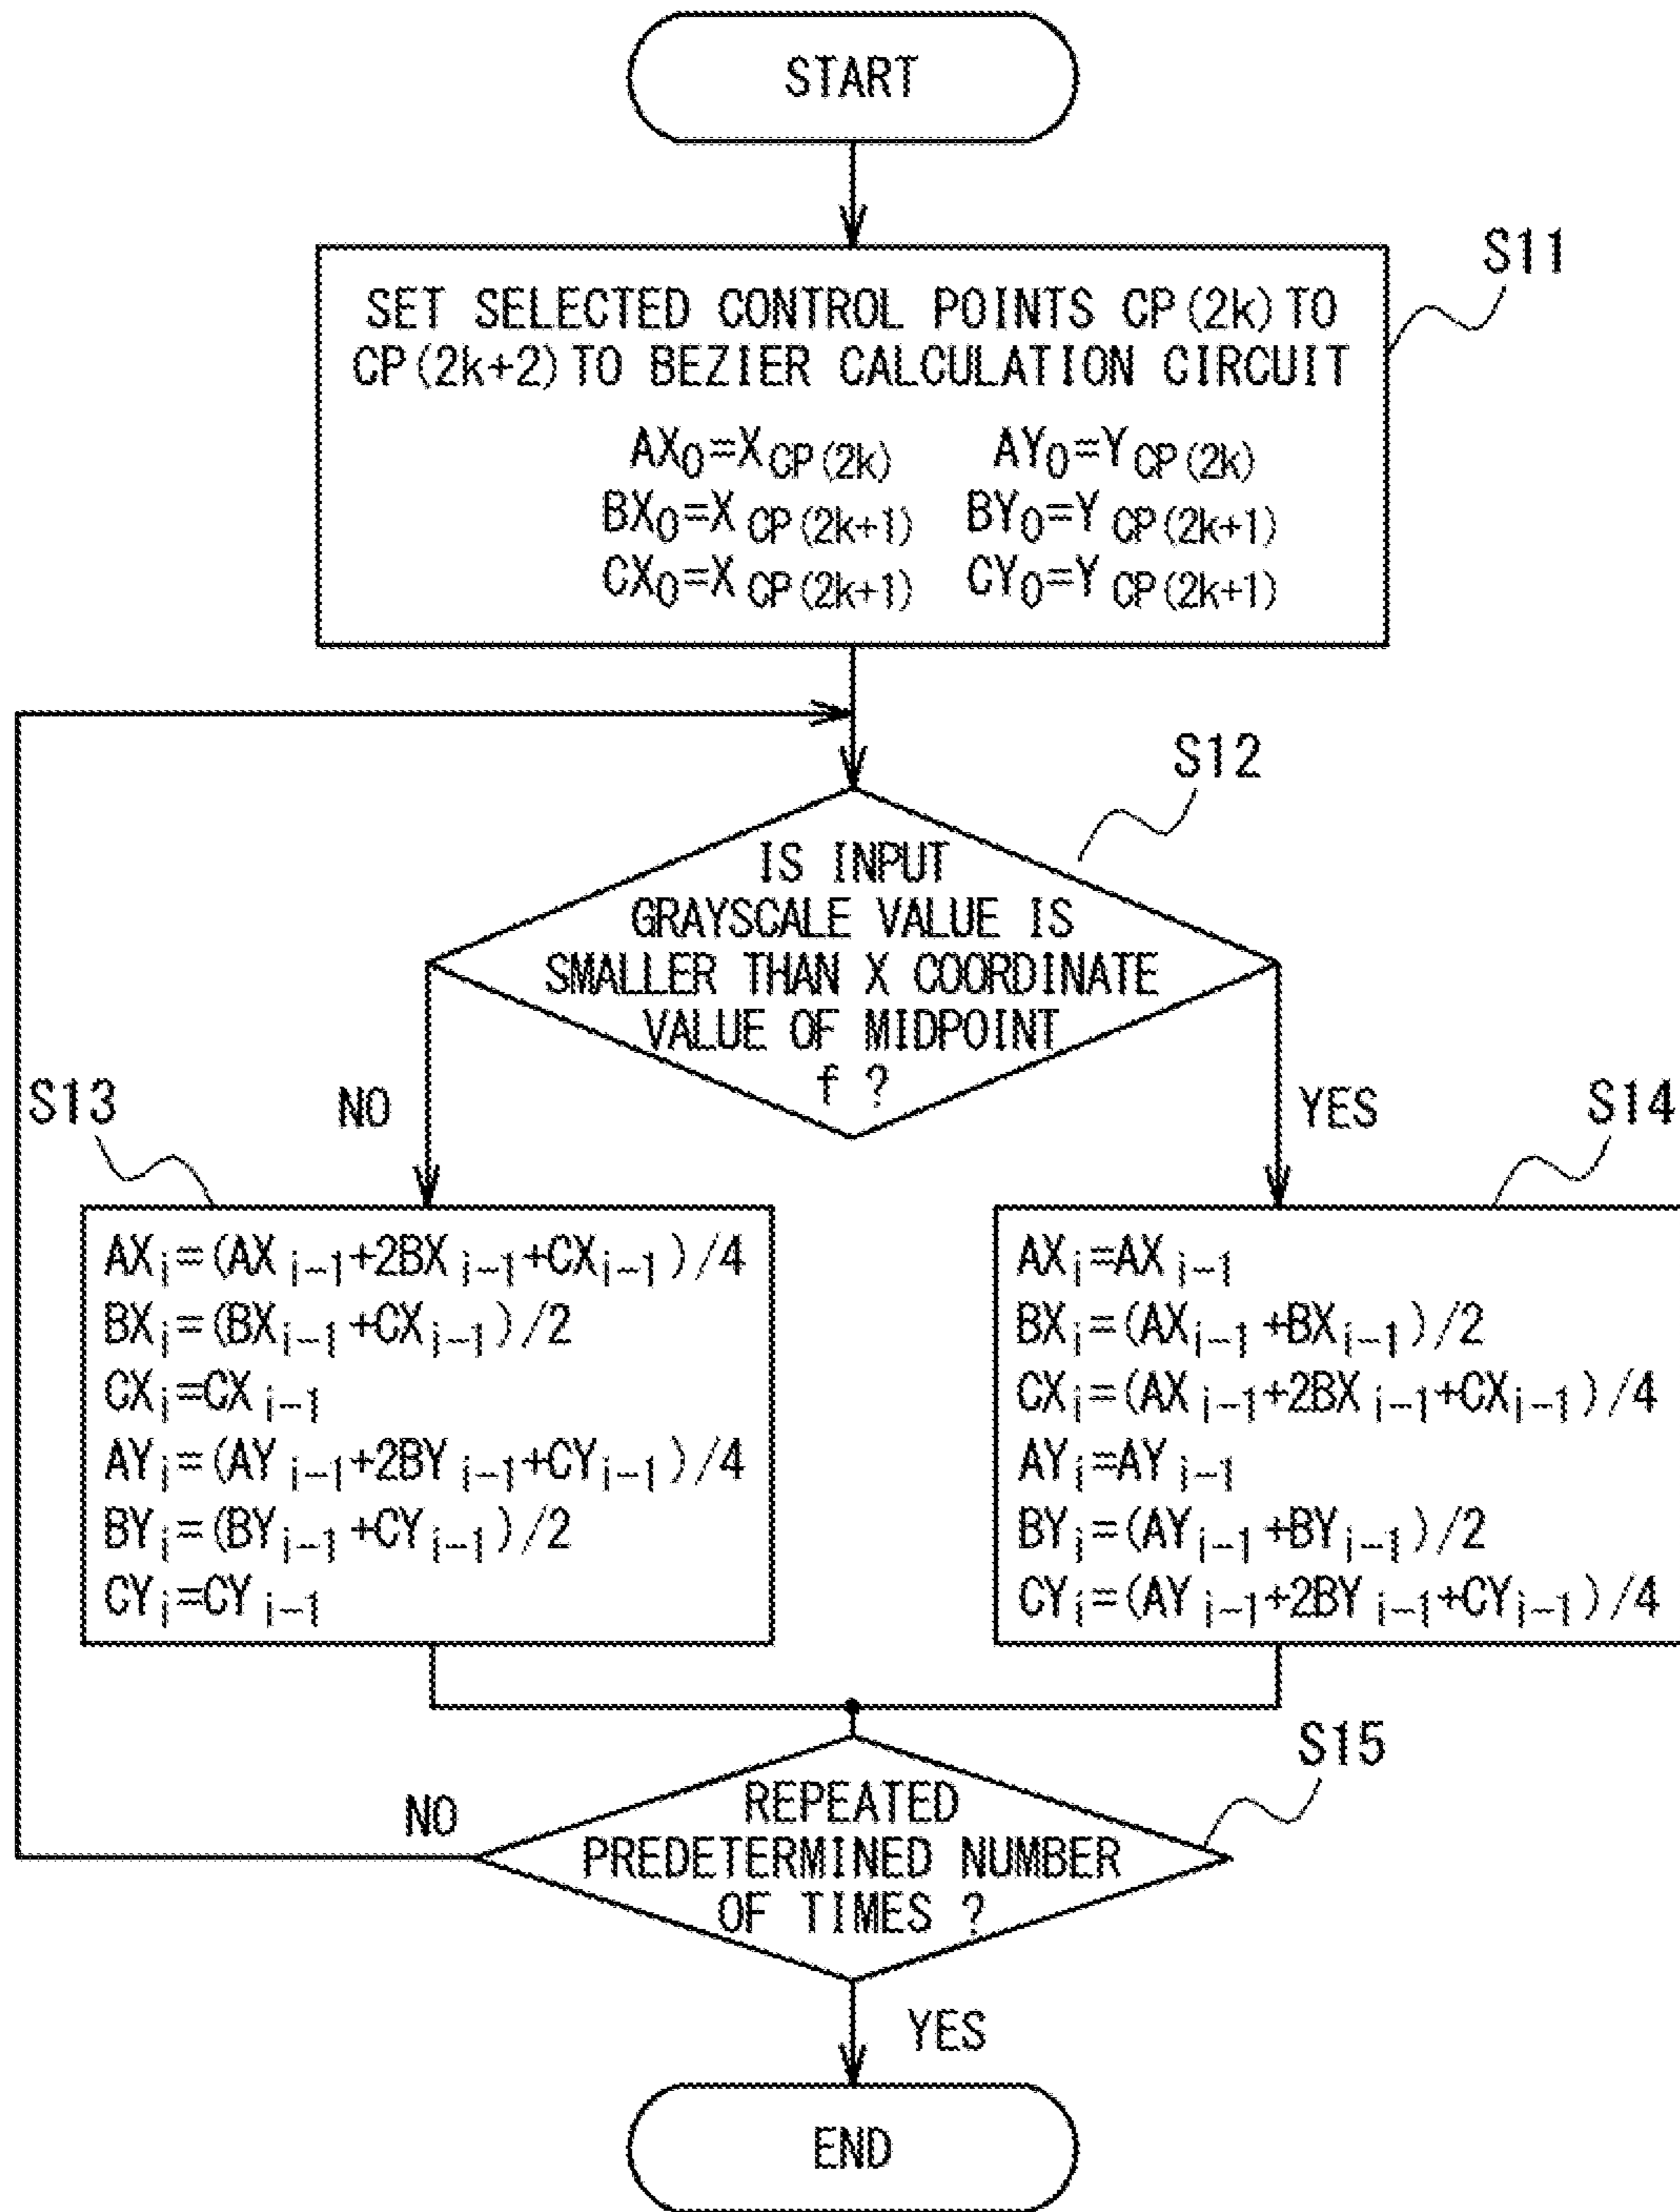 START
S11
SET SELECTED CONTROL POINTS CP(2k) TO
CP(2k+2) TO BEZIER CALCULATION CIRCUIT
AX₀=X CP(2k) AY₀=Y CP(2k)
BX₀=X CP(2k+1) BY₀=Y CP(2k+1)
CX₀=X CP(2k+1) CY₀=Y CP(2k+1)
S12
IS INPUT
GRAYSCALE VALUE IS
SMALLER THAN X COORDINATE
VALUE OF MIDPOINT
f ?
S13
NO
YES
S14
AXᵢ=(AXᵢ₋₁+2BXᵢ₋₁+CXᵢ₋₁)/4
BXᵢ=(BXᵢ₋₁+CXᵢ₋₁)/2
CXᵢ=CXᵢ₋₁
AYᵢ=(AYᵢ₋₁+2BYᵢ₋₁+CYᵢ₋₁)/4
BYᵢ=(BYᵢ₋₁+CYᵢ₋₁)/2
CYᵢ=CYᵢ₋₁
AXᵢ=AXᵢ₋₁
BXᵢ=(AXᵢ₋₁+BXᵢ₋₁)/2
CXᵢ=(AXᵢ₋₁+2BXᵢ₋₁+CXᵢ₋₁)/4
AYᵢ=AYᵢ₋₁
BYᵢ=(AYᵢ₋₁+BYᵢ₋₁)/2
CYᵢ=(AYᵢ₋₁+2BYᵢ₋₁+CYᵢ₋₁)/4
S15
NO
REPEATED
PREDETERMINED NUMBER
OF TIMES ?
YES
END